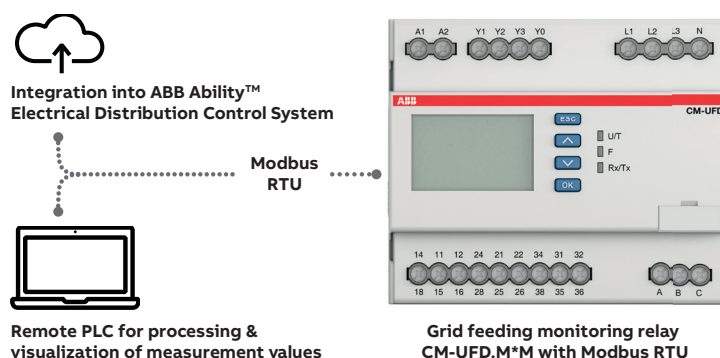 Integration into ABB Ability™
Electrical Distribution Control System
Modbus
RTU
Remote PLC for processing &
visualization of measurement values
A1 A2 Y1 Y2 Y3 Y0 L1 L2 L3 N
ABB
CM-UFD
ESC
U/T
F
Rx/Tx
OK
14 11 12 24 21 22 34 31 32
18 15 16 28 25 26 38 35 36
A B C
Grid feeding monitoring relay
CM-UFD.M*M with Modbus RTU